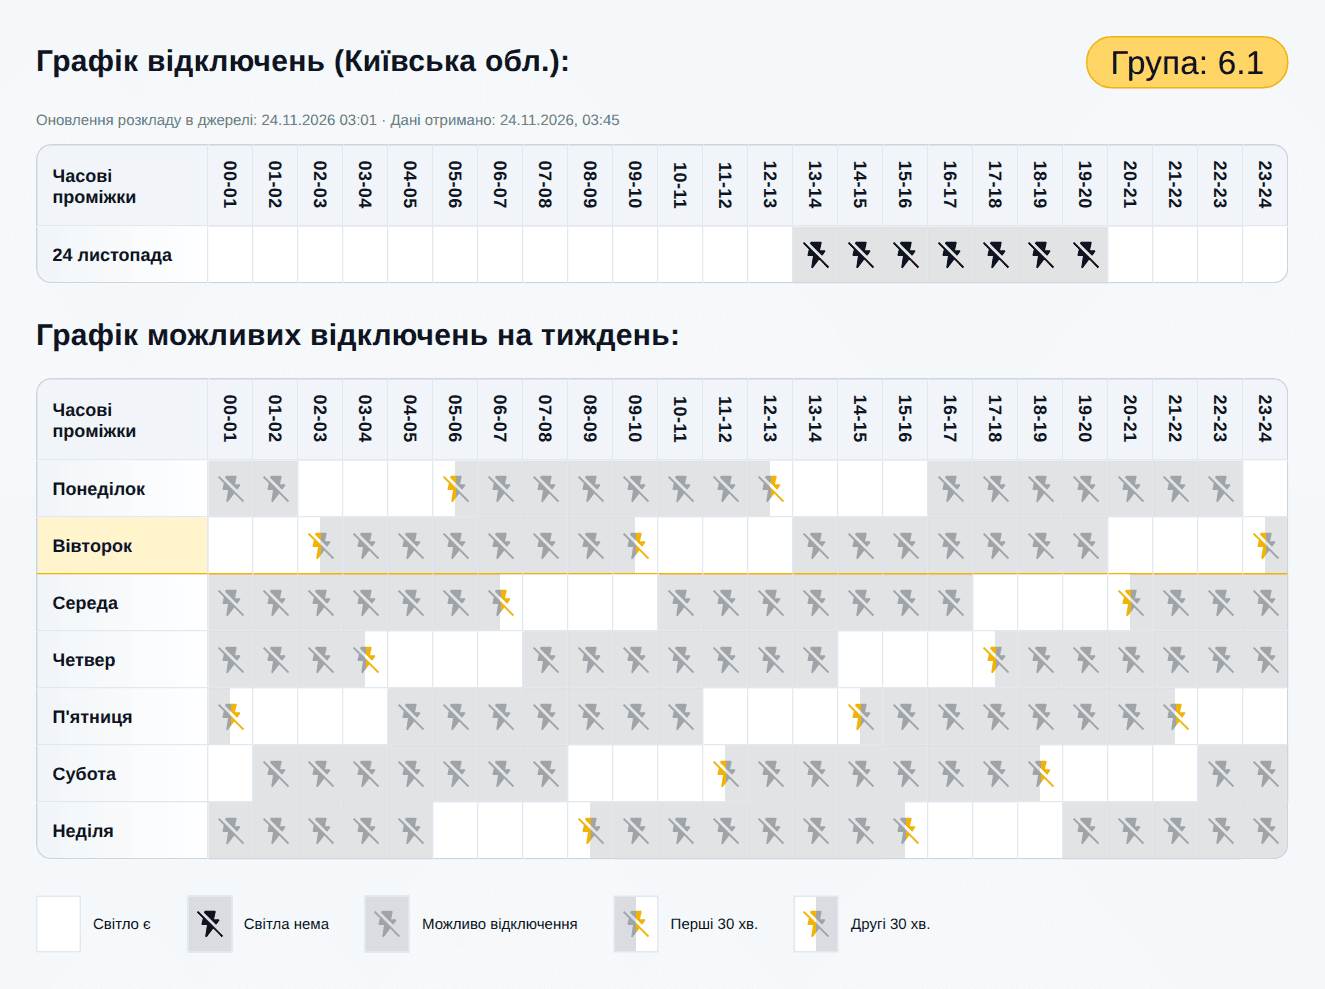 Графік відключень (Київська обл.):
Група: 6.1
Оновлення розкладу в джерелі: 24.11.2026 03:01 · Дані отримано: 24.11.2026, 03:45
Часові проміжки 00-01 01-02 02-03 03-04 04-05 05-06 06-07 07-08 08-09 09-10 10-11 11-12 12-13 13-14 14-15 15-16 16-17 17-18 18-19 19-20 20-21 21-22 22-23 23-24
24 листопада
Графік можливих відключень на тиждень:
Часові проміжки 00-01 01-02 02-03 03-04 04-05 05-06 06-07 07-08 08-09 09-10 10-11 11-12 12-13 13-14 14-15 15-16 16-17 17-18 18-19 19-20 20-21 21-22 22-23 23-24
Понеділок
Вівторок
Середа
Четвер
П'ятниця
Субота
Неділя
Світло є Світла нема Можливо відключення Перші 30 хв. Другі 30 хв.